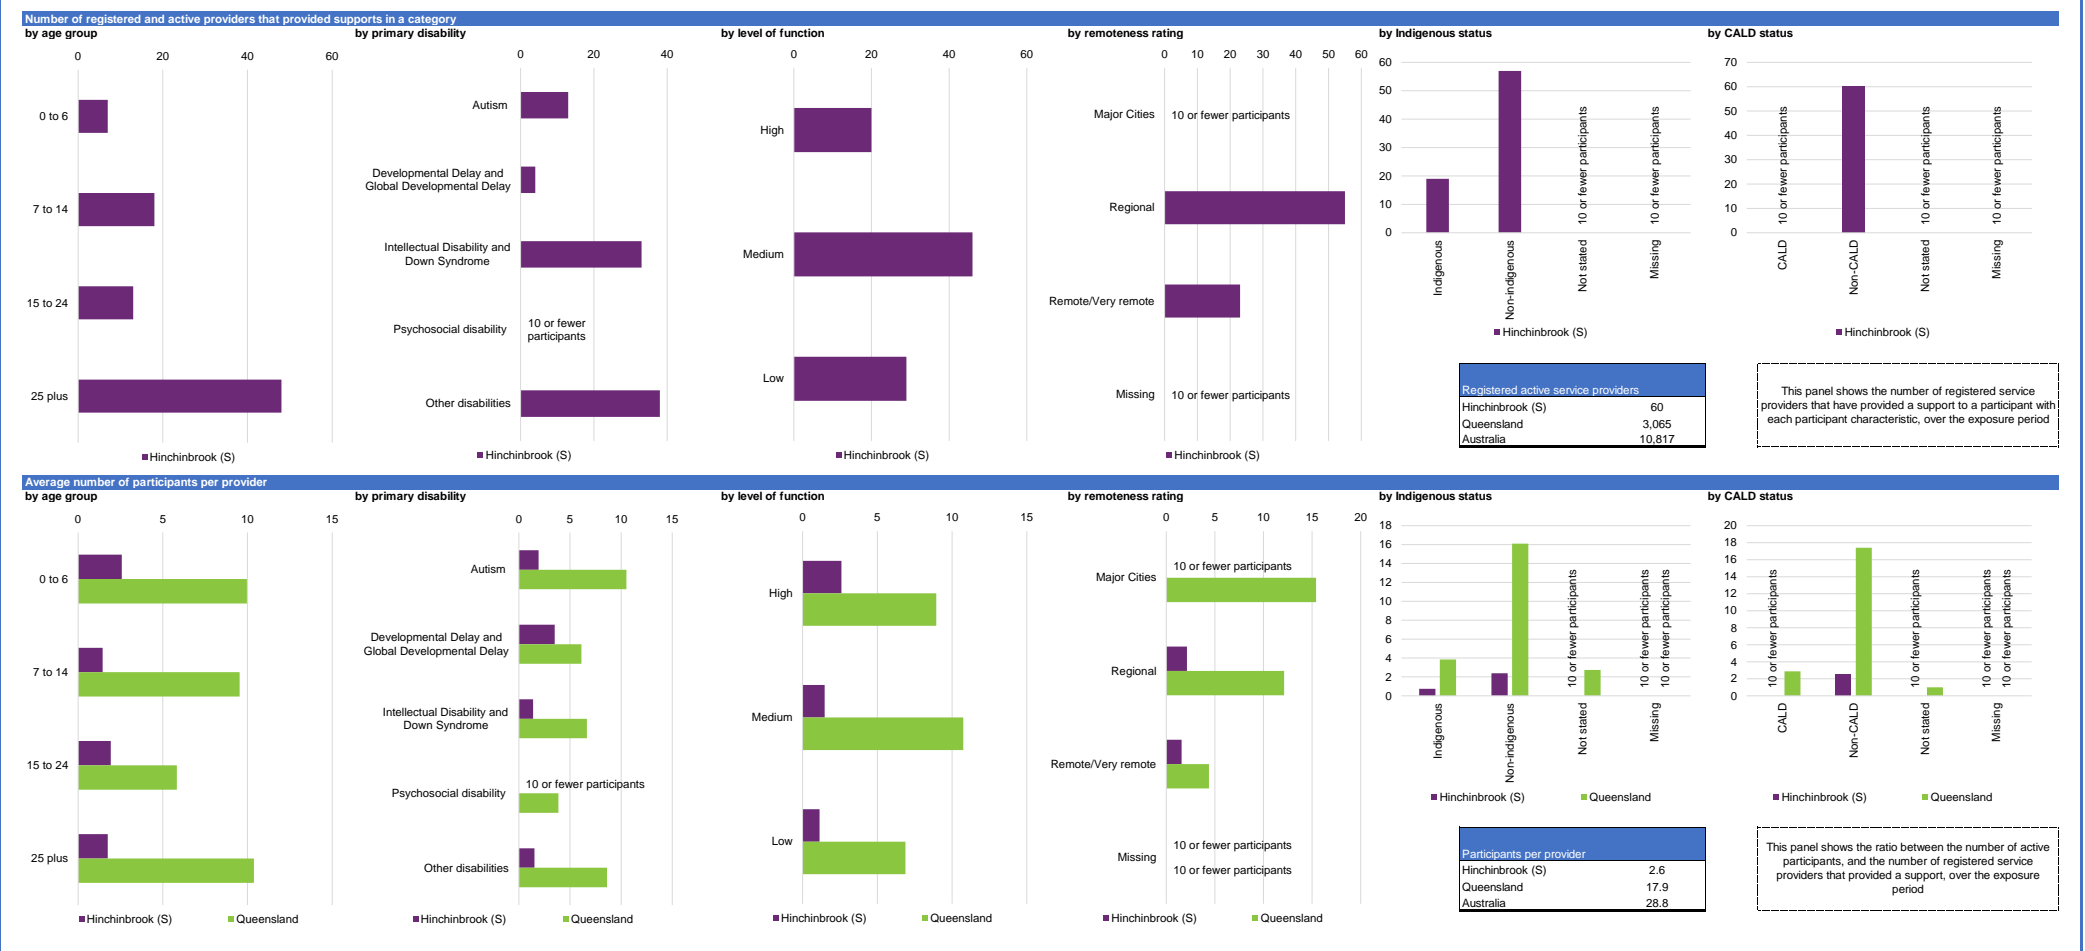 Number of registered and active providers that provided supports in a category
by age group
0
20
40
60
0 to 6
7 to 14
15 to 24
25 plus
Hinchinbrook (S)
by primary disability
0
20
40
Autism
Developmental Delay and
Global Developmental Delay
Intellectual Disability and
Down Syndrome
Psychosocial disability
10 or fewer
participants
Other disabilities
Hinchinbrook (S)
by level of function
0
20
40
60
High
Medium
Low
Hinchinbrook (S)
by remoteness rating
0
10
20
30
40
50
60
Major Cities
10 or fewer participants
Regional
Remote/Very remote
Missing
10 or fewer participants
Hinchinbrook (S)
by Indigenous status
60
50
40
30
20
10
0
10 or fewer participants
10 or fewer participants
Indigenous
Non-indigenous
Not stated
Missing
Hinchinbrook (S)
by CALD status
70
60
50
40
30
20
10
0
10 or fewer participants
10 or fewer participants
10 or fewer participants
CALD
Non-CALD
Not stated
Missing
Hinchinbrook (S)
Registered active service providers
Hinchinbrook (S) 60
Queensland 3,065
Australia 10,817
This panel shows the number of registered service
providers that have provided a support to a participant with
each participant characteristic, over the exposure period
Average number of participants per provider
by age group
0
5
10
15
0 to 6
7 to 14
15 to 24
25 plus
Hinchinbrook (S)
Queensland
by primary disability
0
5
10
15
Autism
Developmental Delay and
Global Developmental Delay
Intellectual Disability and
Down Syndrome
Psychosocial disability
10 or fewer participants
Other disabilities
Hinchinbrook (S)
Queensland
by level of function
0
5
10
15
High
Medium
Low
Hinchinbrook (S)
Queensland
by remoteness rating
0
5
10
15
20
Major Cities
10 or fewer participants
Regional
Remote/Very remote
Missing
10 or fewer participants
10 or fewer participants
Hinchinbrook (S)
Queensland
by Indigenous status
18
16
14
12
10
8
6
4
2
0
10 or fewer participants
10 or fewer participants
10 or fewer participants
Indigenous
Non-indigenous
Not stated
Missing
Hinchinbrook (S)
Queensland
by CALD status
20
18
16
14
12
10
8
6
4
2
0
10 or fewer participants
10 or fewer participants
10 or fewer participants
10 or fewer participants
CALD
Non-CALD
Not stated
Missing
Hinchinbrook (S)
Queensland
Participants per provider
Hinchinbrook (S) 2.6
Queensland 17.9
Australia 28.8
This panel shows the ratio between the number of active
participants, and the number of registered service
providers that provided a support, over the exposure
period